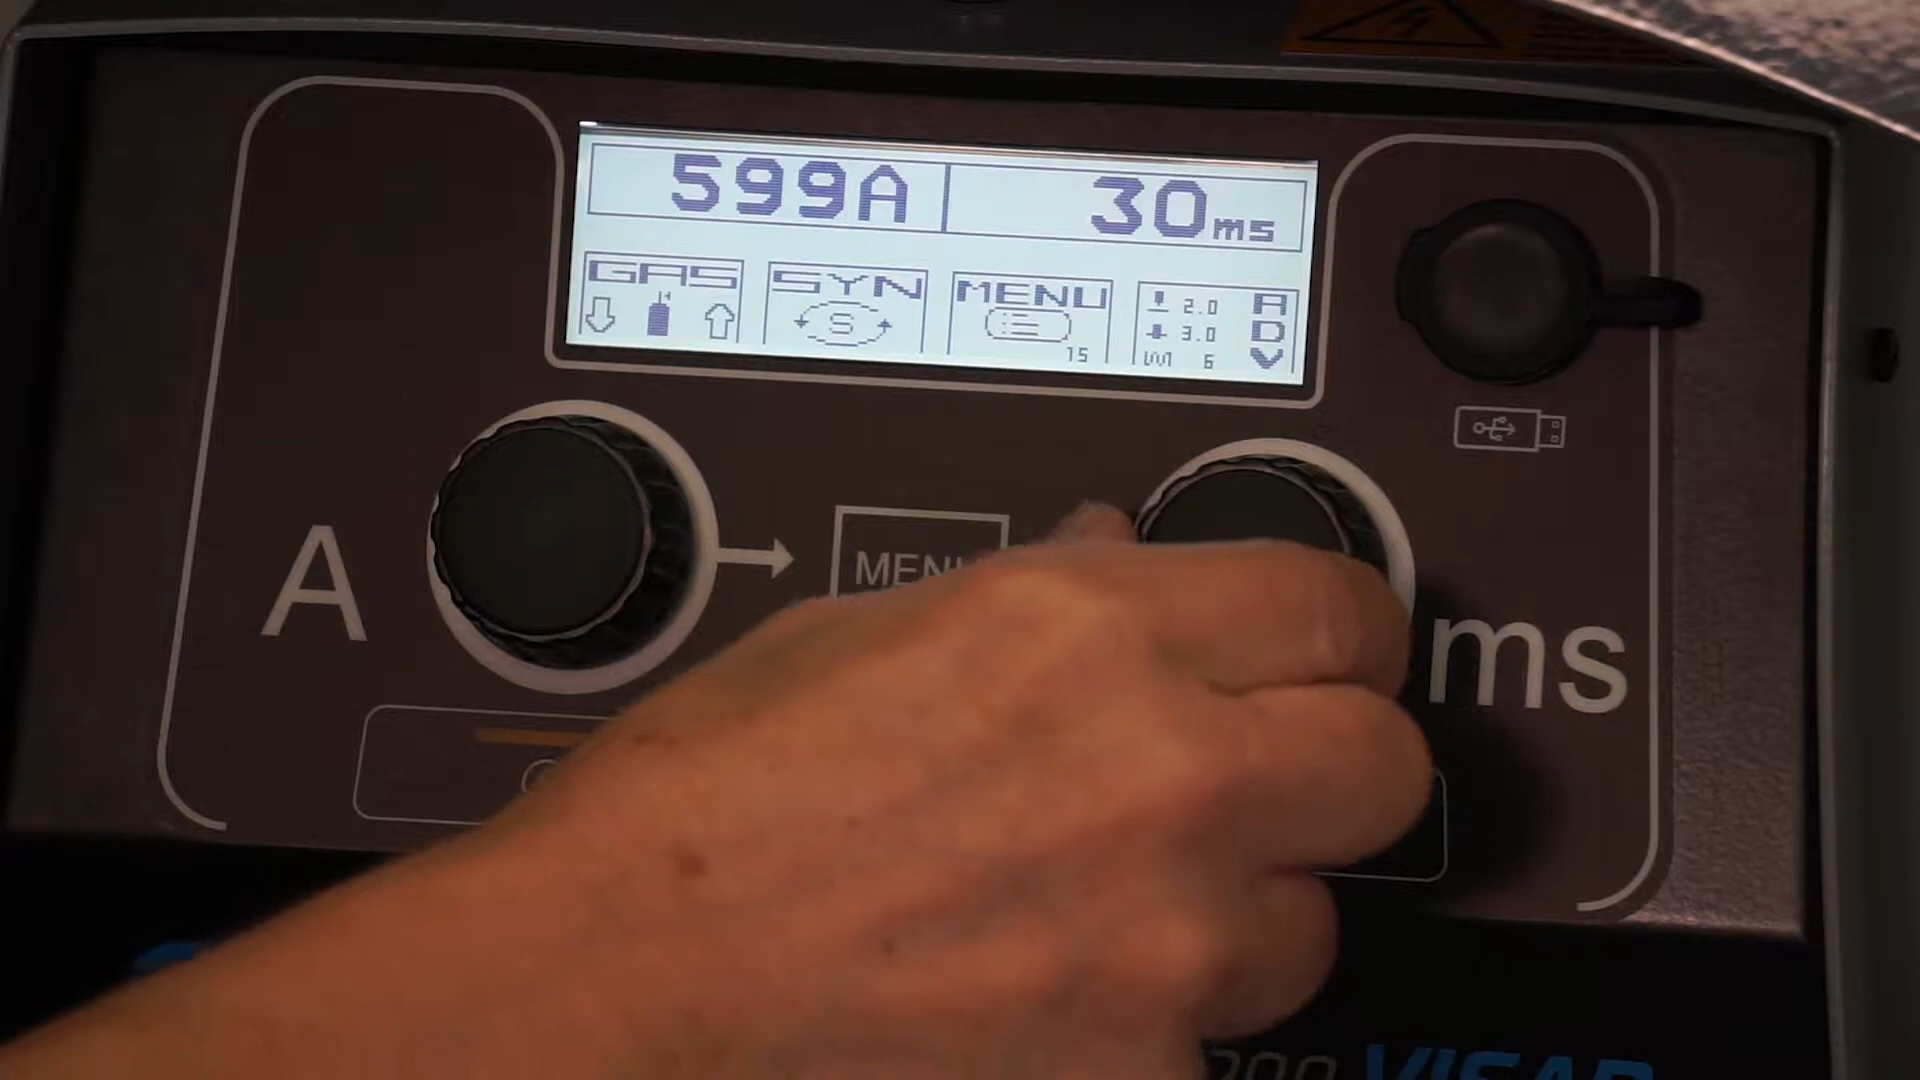 599A 30ms
GAS SYN MENU 2.0 A
3.0 D
15 6 V
A MENU ms